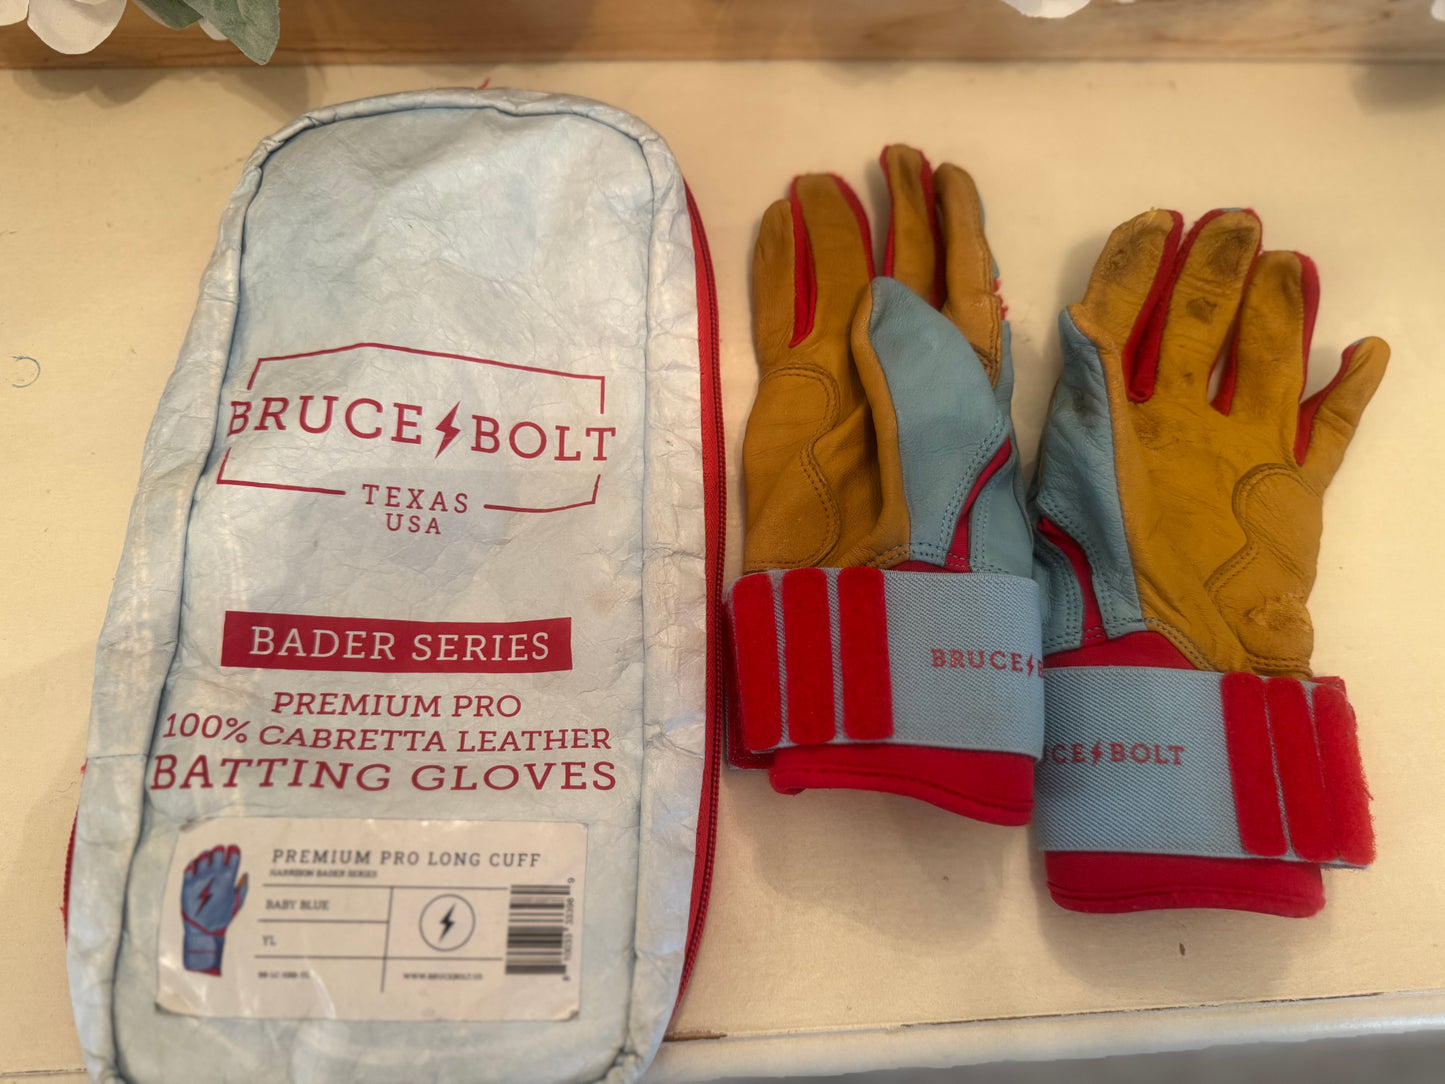 BRUCE BOLT
TEXAS
USA
BADER SERIES
PREMIUM PRO
100% CABRETTA LEATHER
BATTING GLOVES
PREMIUM PRO LONG CUFF
HARRISON BADER SERIES
BABY BLUE
YL
WWW.BRUCEBOLT.US
BRUCE
CE BOLT